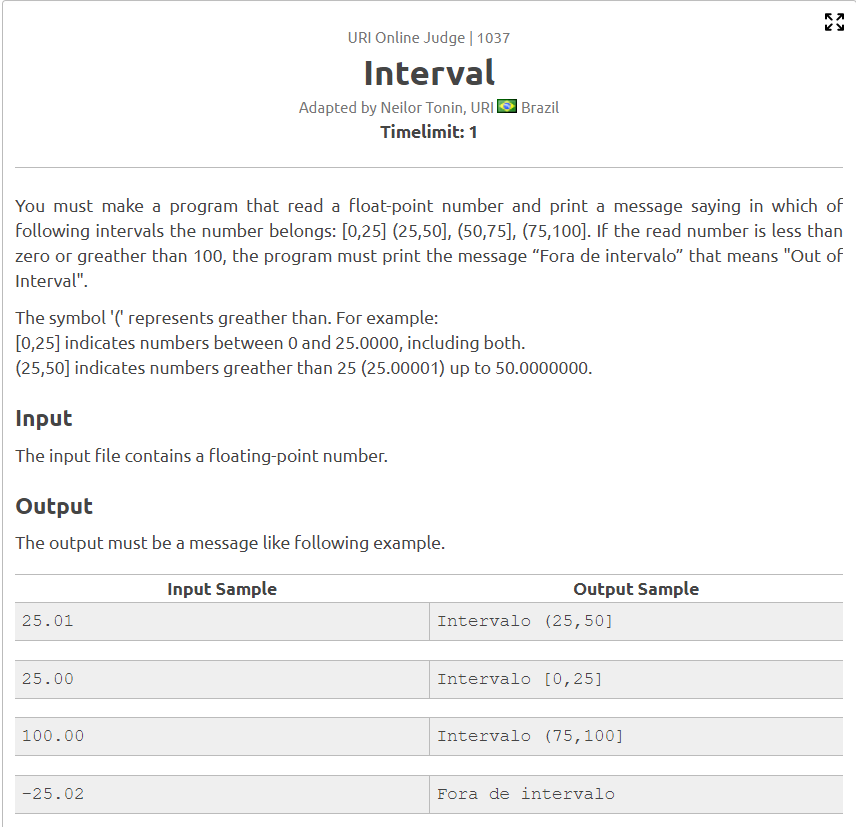 URI Online Judge | 1037
Interval
Adapted by Neilor Tonin, URI Brazil
Timelimit: 1
You must make a program that read a float-point number and print a message saying in which of
following intervals the number belongs: [0,25] (25,50], (50,75], (75,100]. If the read number is less than
zero or greather than 100, the program must print the message “Fora de intervalo” that means "Out of
Interval".
The symbol '(' represents greather than. For example:
[0,25] indicates numbers between 0 and 25.0000, including both.
(25,50] indicates numbers greather than 25 (25.00001) up to 50.0000000.
Input
The input file contains a floating-point number.
Output
The output must be a message like following example.
Input Sample Output Sample
25.01 Intervalo (25,50]
25.00 Intervalo [0,25]
100.00 Intervalo (75,100]
-25.02 Fora de intervalo